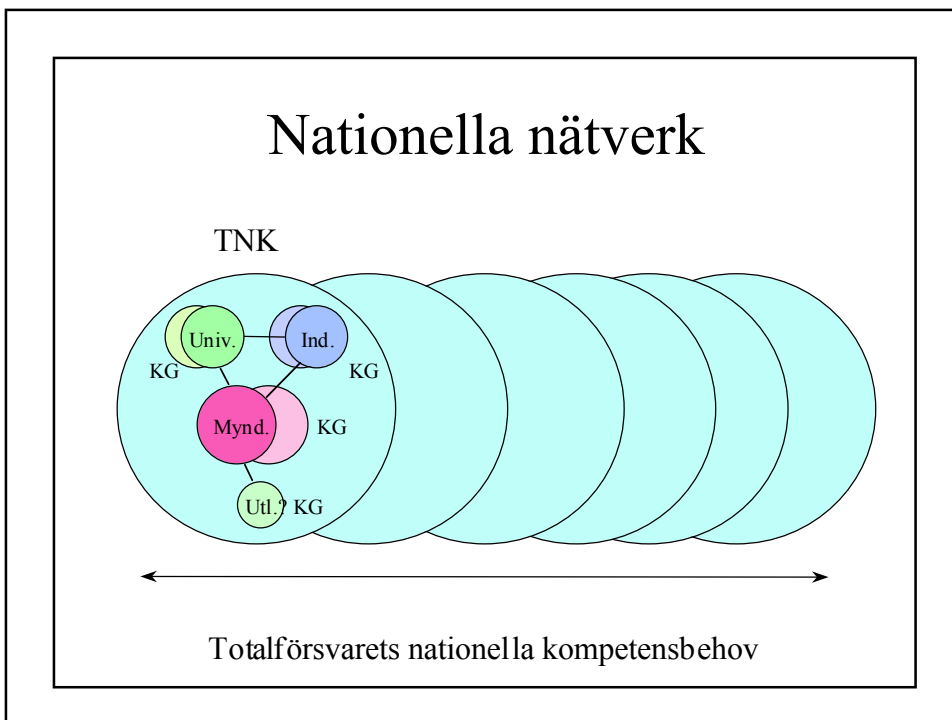 Nationella nätverk
TNK
Univ.
Ind.
KG
KG
Mynd.
KG
Utl.? KG
Totalförsvarets nationella kompetensbehov